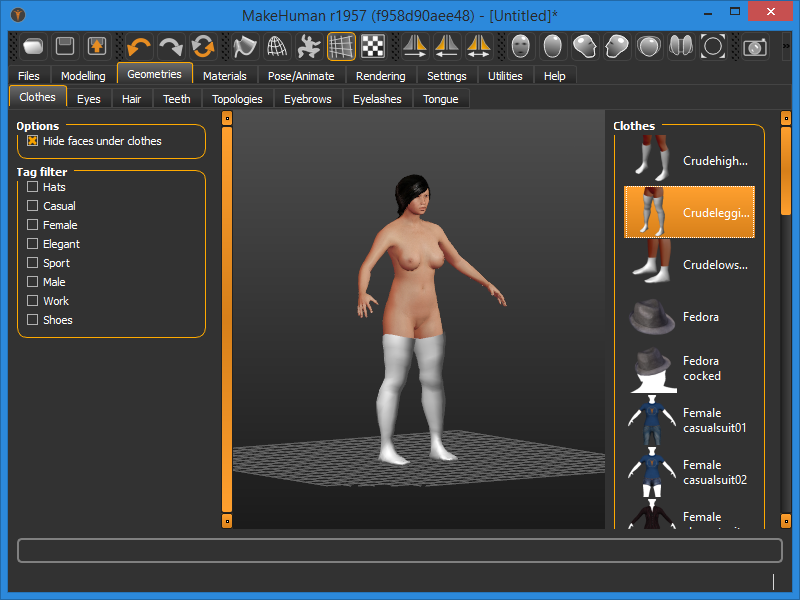 MakeHuman r1957 (f958d90aee48) - [Untitled]*
Files Modelling Geometries Materials Pose/Animate Rendering Settings Utilities Help
Clothes Eyes Hair Teeth Topologies Eyebrows Eyelashes Tongue
Options
Hide faces under clothes
Tag filter
Hats
Casual
Female
Elegant
Sport
Male
Work
Shoes
Clothes
Crudehigh...
Crudeleggi...
Crudelows...
Fedora
Fedora
cocked
Female
casualsuit01
Female
casualsuit02
Female